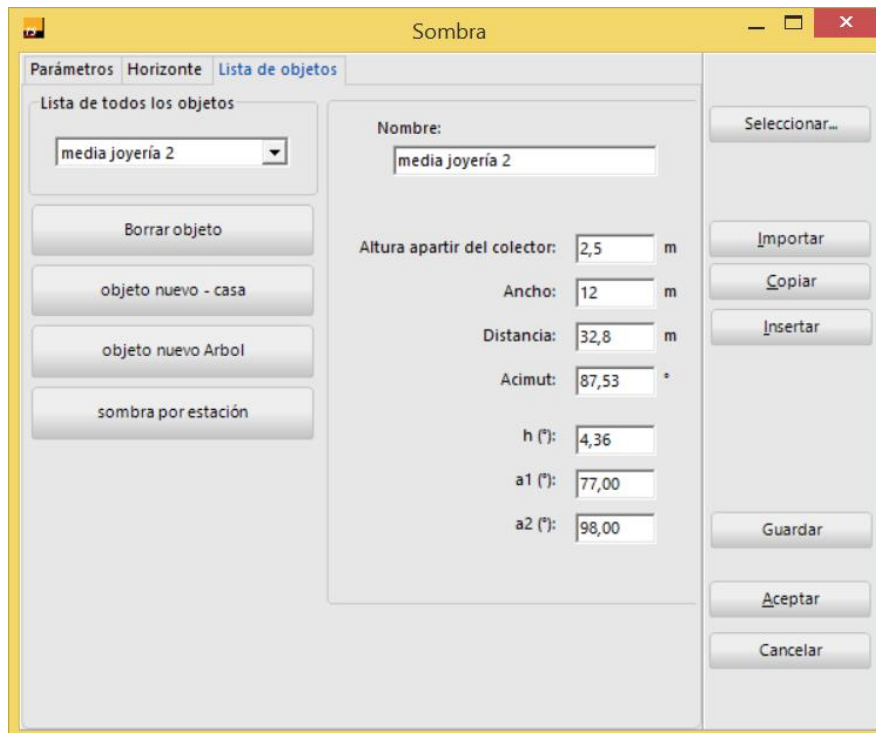 Sombra
Parámetros Horizonte Lista de objetos
Lista de todos los objetos
media joyería 2
Borrar objeto
objeto nuevo - casa
objeto nuevo Arbol
sombra por estación
Nombre:
media joyería 2
Altura apartir del colector: 2,5 m
Ancho: 12 m
Distancia: 32,8 m
Acimut: 87,53 °
h (°): 4,36
a1 (°): 77,00
a2 (°): 98,00
Seleccionar...
Importar
Copiar
Insertar
Guardar
Aceptar
Cancelar